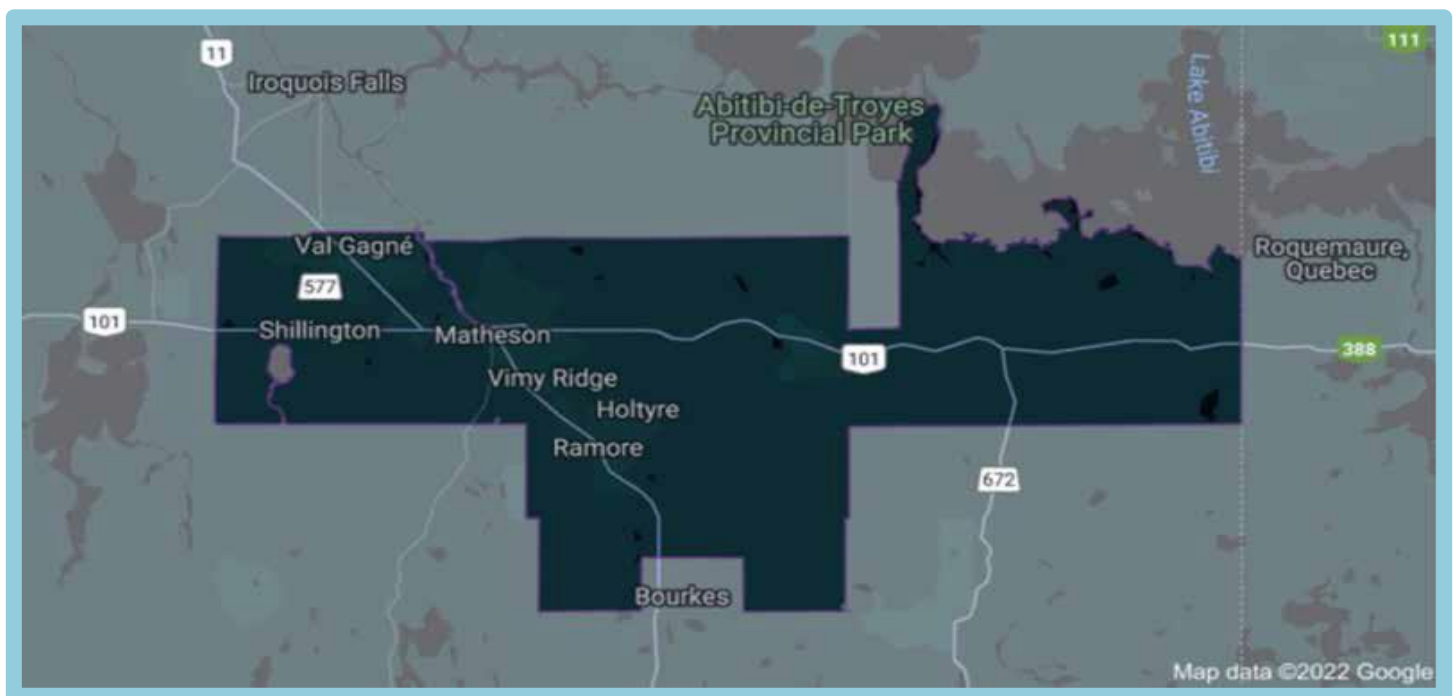 11
111
Iroquois Falls
Abitibi-de-Troyes
Provincial Park
Lake Abitibi
Val Gagné
Roquemaure,
Quebec
577
101
Shillington
Matheson
101
388
Vimy Ridge
Holtyre
Ramore
672
Bourkes
Map data ©2022 Google